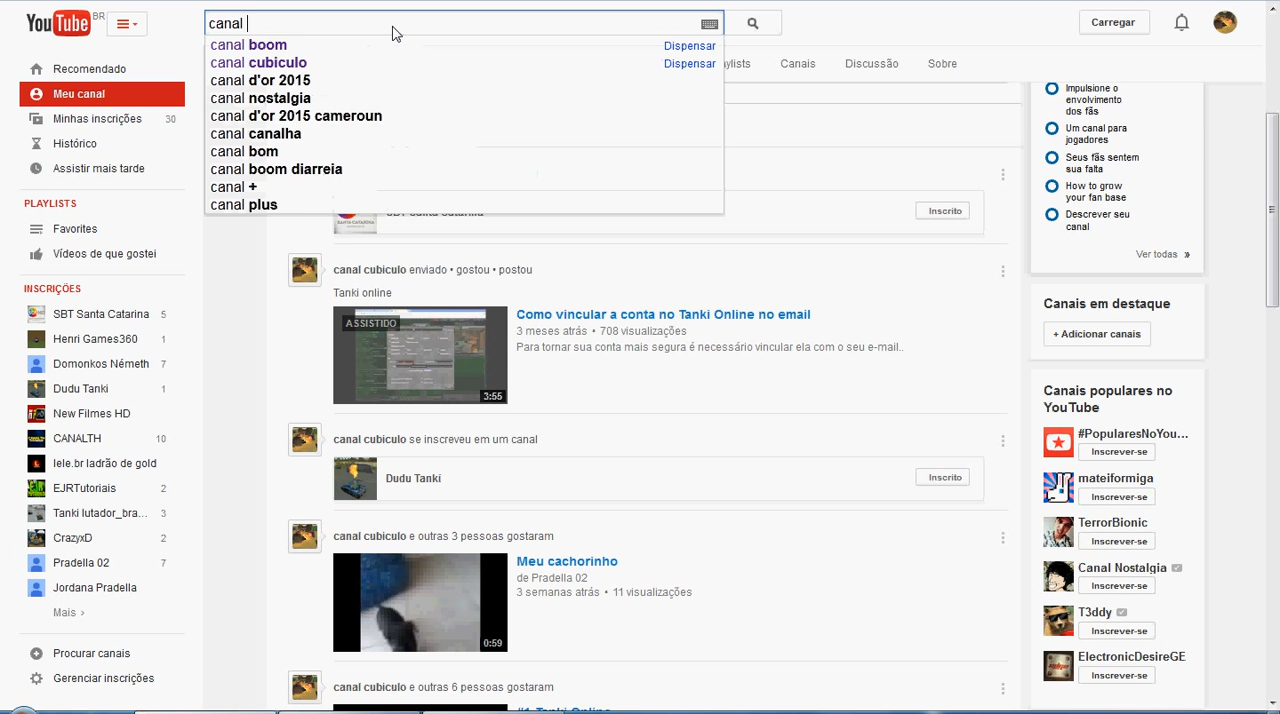 YouTube BR
canal
Carregar
canal boom Dispensar
canal cubiculo Dispensar
canal d'or 2015
canal nostalgia
canal d'or 2015 cameroun
canal canalha
canal bom
canal boom diarreia
canal +
canal plus
Canais
Discussão
Sobre
Recomendado
Meu canal
Minhas inscrições 30
Histórico
Assistir mais tarde
PLAYLISTS
Favorites
Vídeos de que gostei
INSCRIÇÕES
SBT Santa Catarina 5
Henri Games360 1
Domonkos Németh 7
Dudu Tanki 1
New Filmes HD
CANALTH 10
lele.br ladrão de gold
EJRTutoriais 2
Tanki lutador_bra... 3
CrazyxD 2
Pradella 02 7
Jordana Pradella
Mais ›
Procurar canais
Gerenciar inscrições
Inscrito
canal cubiculo enviado • gostou • postou
Tanki online
ASSISTIDO
3:55
Como vincular a conta no Tanki Online no email
3 meses atrás • 708 visualizações
Para tornar sua conta mais segura é necessário vincular ela com o seu e-mail..
canal cubiculo se inscreveu em um canal
Dudu Tanki
Inscrito
canal cubiculo e outras 3 pessoas gostaram
0:59
Meu cachorinho
de Pradella 02
3 semanas atrás • 11 visualizações
canal cubiculo e outras 6 pessoas gostaram
Impulsione o
envolvimento
dos fãs
Um canal para
jogadores
Seus fãs sentem
sua falta
How to grow
your fan base
Descrever seu
canal
Ver todas »
Canais em destaque
+ Adicionar canais
Canais populares no
YouTube
#PopularesNoYou...
Inscrever-se
mateiformiga
Inscrever-se
TerrorBionic
Inscrever-se
Canal Nostalgia
Inscrever-se
T3ddy
Inscrever-se
ElectronicDesireGE
Inscrever-se